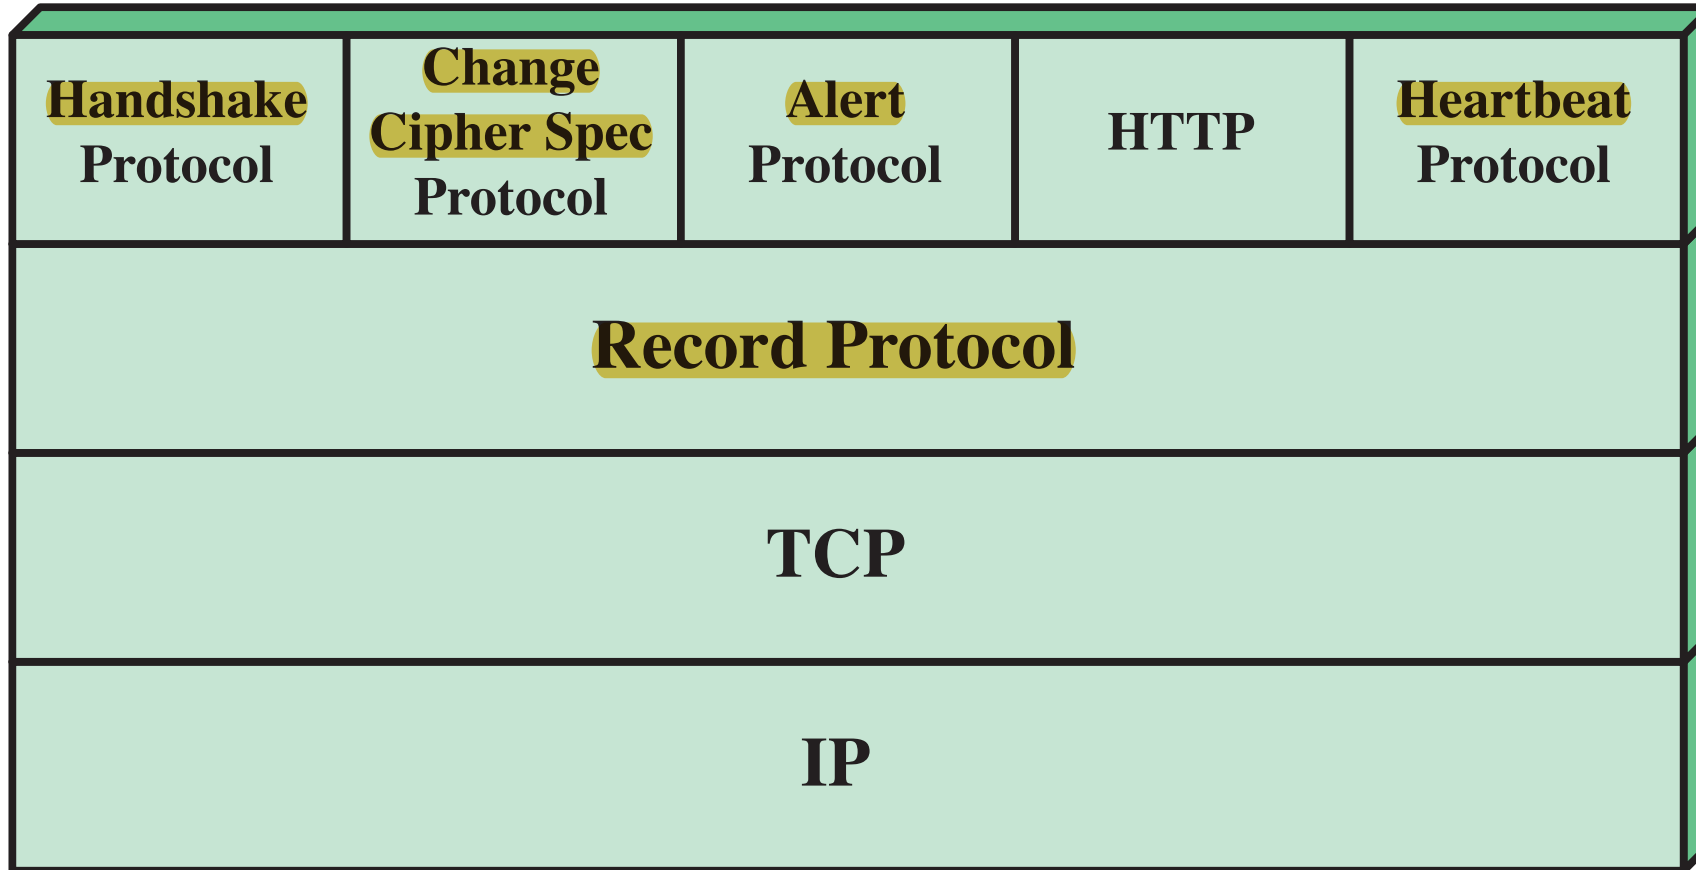 Handshake
Protocol
Change
Cipher Spec
Protocol
Alert
Protocol
HTTP
Heartbeat
Protocol
Record Protocol
TCP
IP